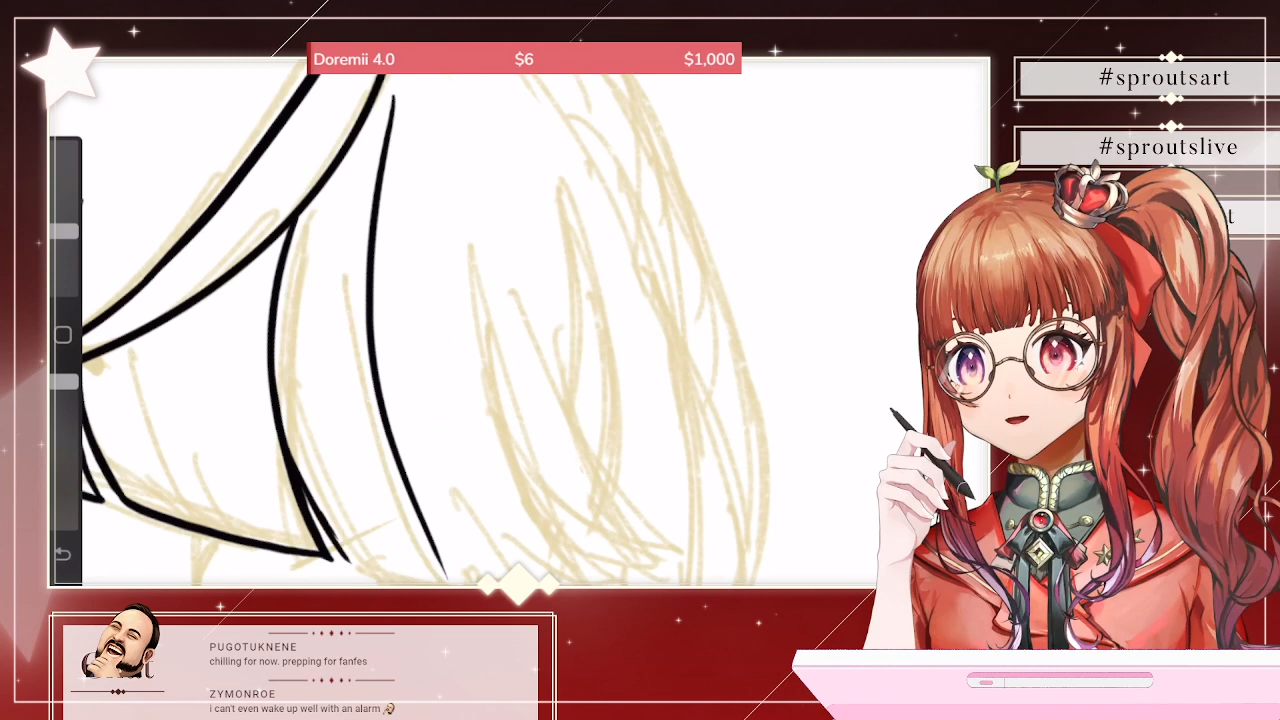 Doremii 4.0 $6 $1,000
#sproutsart
#sproutslive
t
PUGOTUKNENE
chilling for now. prepping for fanfes
ZYMONROE
i can't even wake up well with an alarm